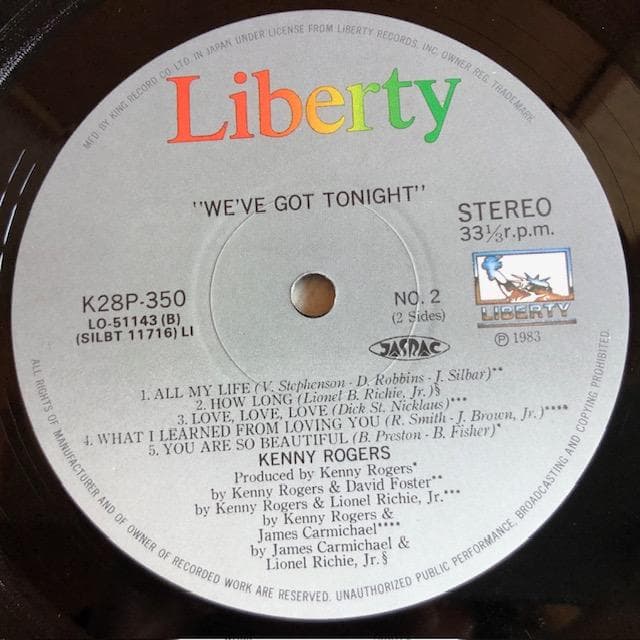 MF'D BY KING RECORD CO. LTD. IN JAPAN UNDER LICENSE FROM LIBERTY RECORDS, INC. OWNER REG. TRADEMARK.
Liberty
"WE'VE GOT TONIGHT"
STEREO
33⅓r.p.m.
K28P-350
LO-51143 (B)
(SILBT 11716) LI
NO. 2
(2 Sides)
JASRAC
LIBERTY
Ⓟ 1983
1. ALL MY LIFE (V. Stephenson - D. Robbins - J. Silbar)**
2. HOW LONG (Lionel B. Richie, Jr.)§
3. LOVE, LOVE, LOVE (Dick St. Nicklaus)***
4. WHAT I LEARNED FROM LOVING YOU (R. Smith - J. Brown, Jr.)****
5. YOU ARE SO BEAUTIFUL (B. Preston - B. Fisher)*
KENNY ROGERS
Produced by Kenny Rogers*
by Kenny Rogers & David Foster**
by Kenny Rogers & Lionel Richie, Jr.***
by Kenny Rogers &
James Carmichael****
by James Carmichael &
Lionel Richie, Jr.§
ALL RIGHTS OF MANUFACTURER AND OF OWNER OF RECORDED WORK ARE RESERVED. UNAUTHORIZED PUBLIC PERFORMANCE, BROADCASTING AND COPYING PROHIBITED.